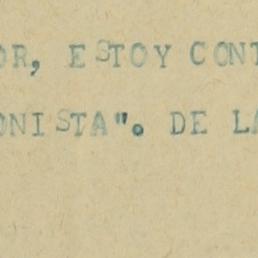 OR, ESTOY CONT
ONISTA". DE LA